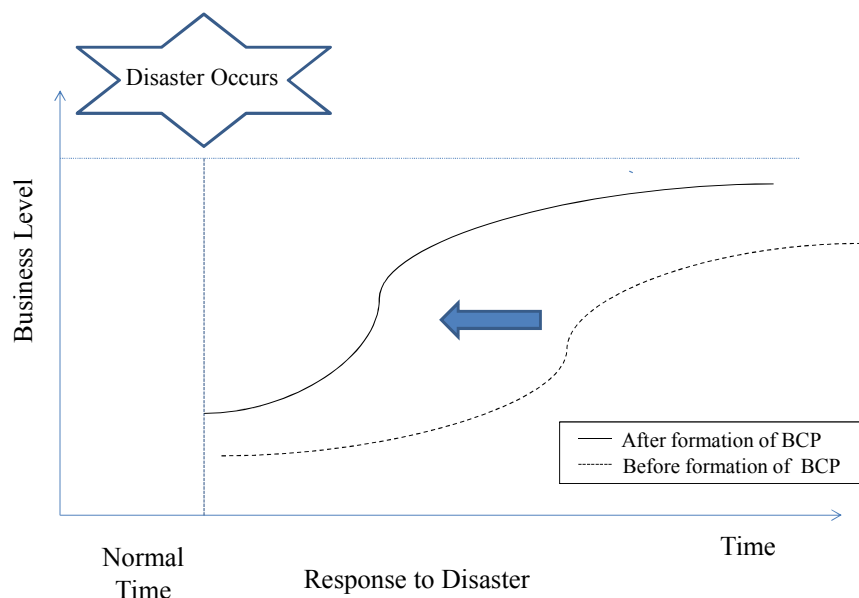 Disaster Occurs
Business Level
After formation of BCP
Before formation of BCP
Normal
Time
Response to Disaster
Time